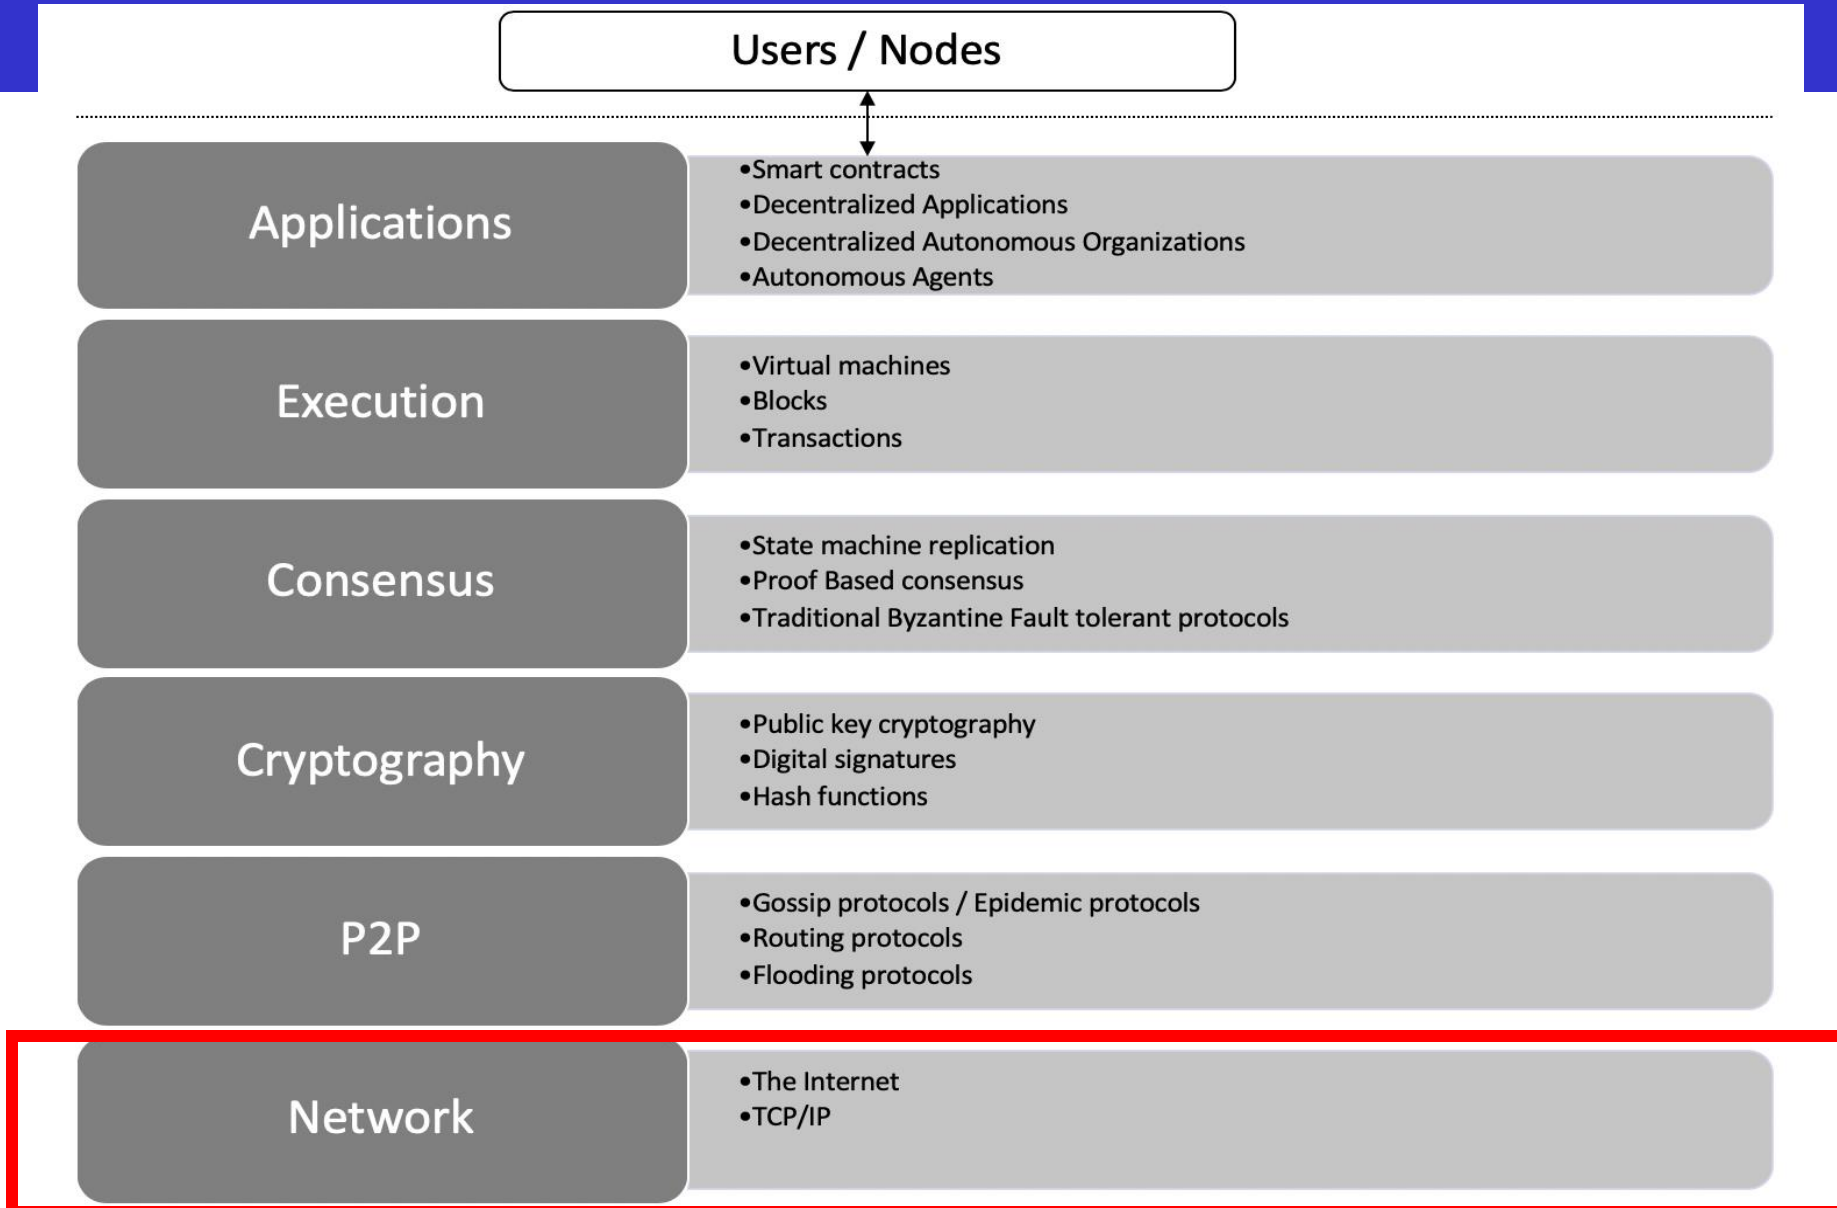 Users / Nodes
Applications
•Smart contracts
•Decentralized Applications
•Decentralized Autonomous Organizations
•Autonomous Agents
Execution
•Virtual machines
•Blocks
•Transactions
Consensus
•State machine replication
•Proof Based consensus
•Traditional Byzantine Fault tolerant protocols
Cryptography
•Public key cryptography
•Digital signatures
•Hash functions
P2P
•Gossip protocols / Epidemic protocols
•Routing protocols
•Flooding protocols
Network
•The Internet
•TCP/IP